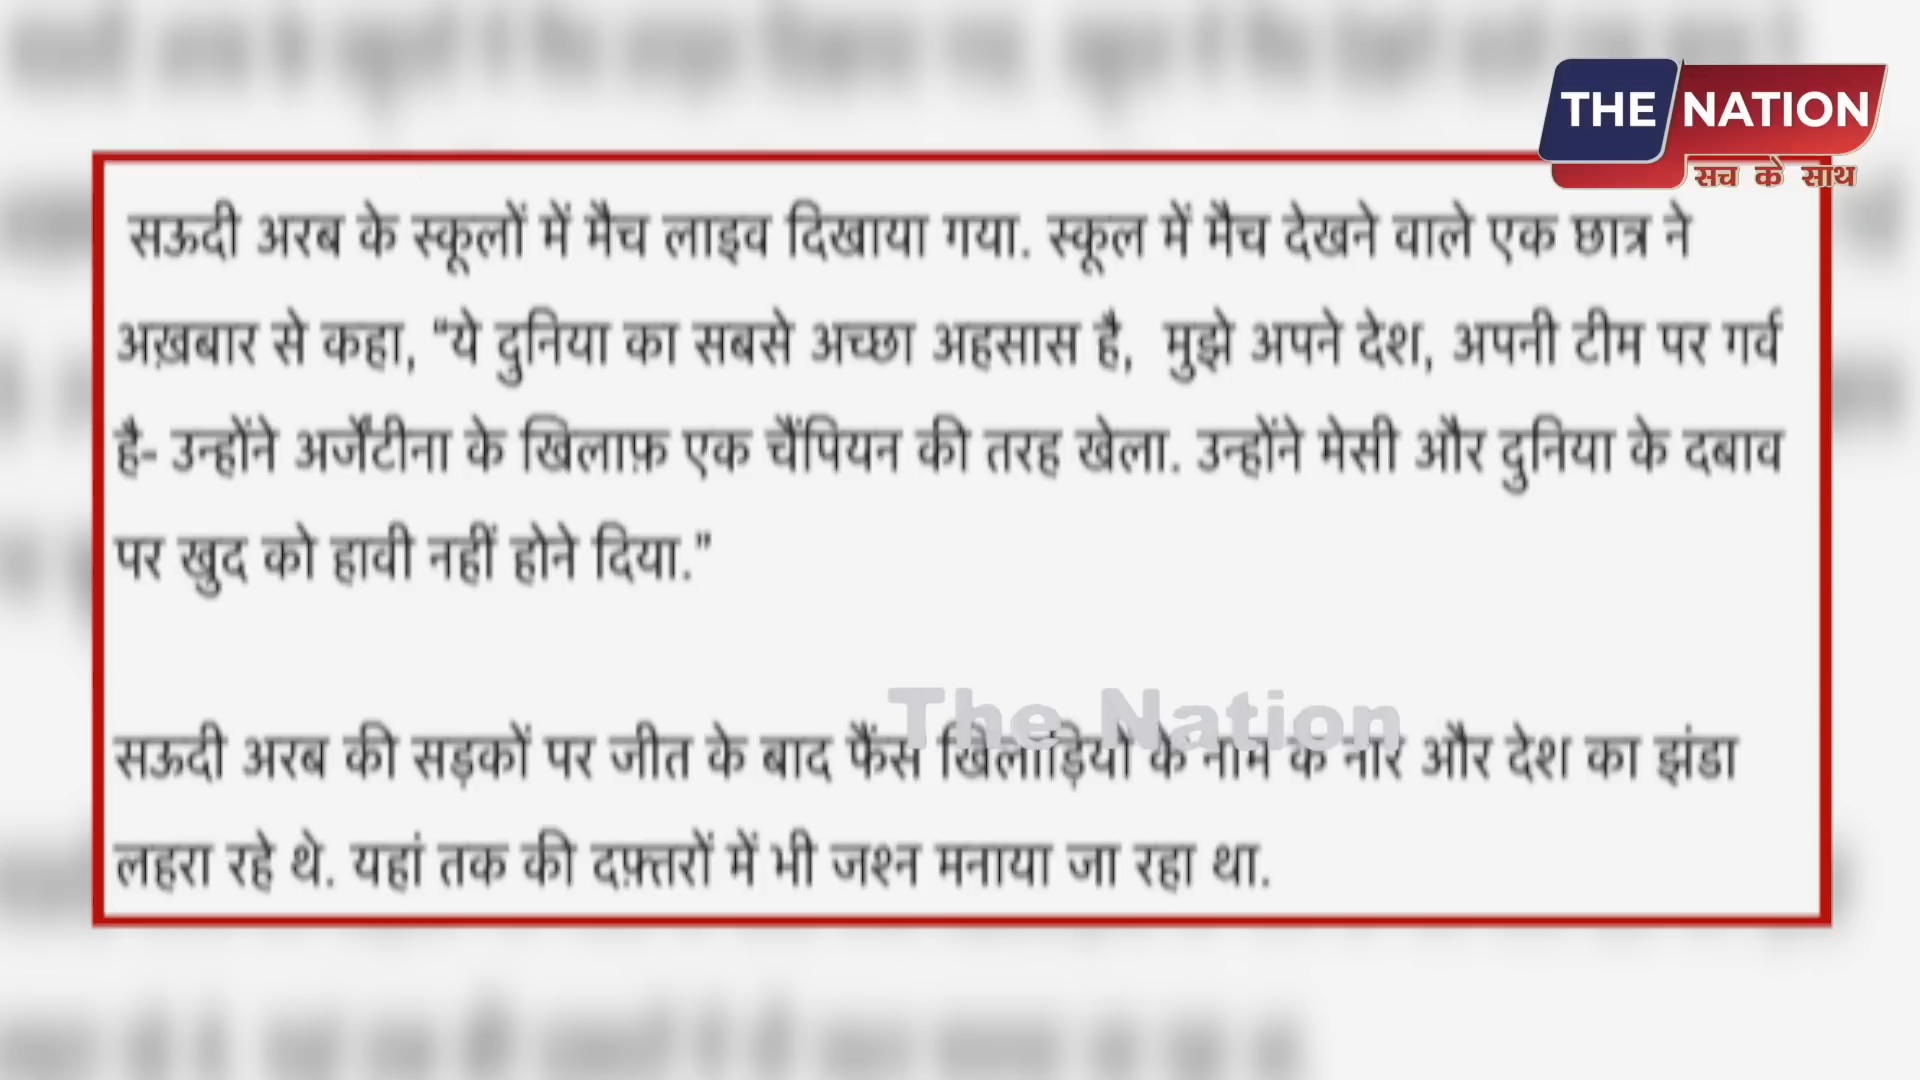 THE NATION
सच के साथ
सऊदी अरब के स्कूलों में मैच लाइव दिखाया गया. स्कूल में मैच देखने वाले एक छात्र ने
अख़बार से कहा, "ये दुनिया का सबसे अच्छा अहसास है, मुझे अपने देश, अपनी टीम पर गर्व
है- उन्होंने अर्जेंटीना के खिलाफ़ एक चैंपियन की तरह खेला. उन्होंने मेसी और दुनिया के दबाव
पर खुद को हावी नहीं होने दिया."
The Nation
सऊदी अरब की सड़कों पर जीत के बाद फैंस खिलाड़ियों के नाम के नारे और देश का झंडा
लहरा रहे थे. यहां तक की दफ़्तरों में भी जश्न मनाया जा रहा था.